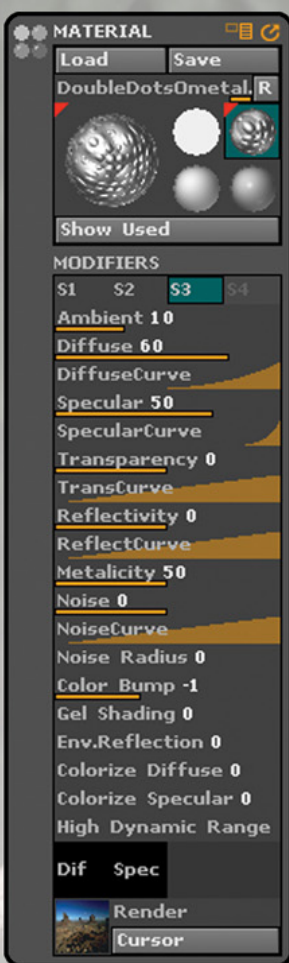 MATERIAL
Load Save
DoubleDotsOmetal. R
Show Used
MODIFIERS
S1 S2 S3 S4
Ambient 10
Diffuse 60
DiffuseCurve
Specular 50
SpecularCurve
Transparency 0
TransCurve
Reflectivity 0
ReflectCurve
Metalicity 50
Noise 0
NoiseCurve
Noise Radius 0
Color Bump -1
Gel Shading 0
Env.Reflection 0
Colorize Diffuse 0
Colorize Specular 0
High Dynamic Range
Dif Spec
Render
Cursor